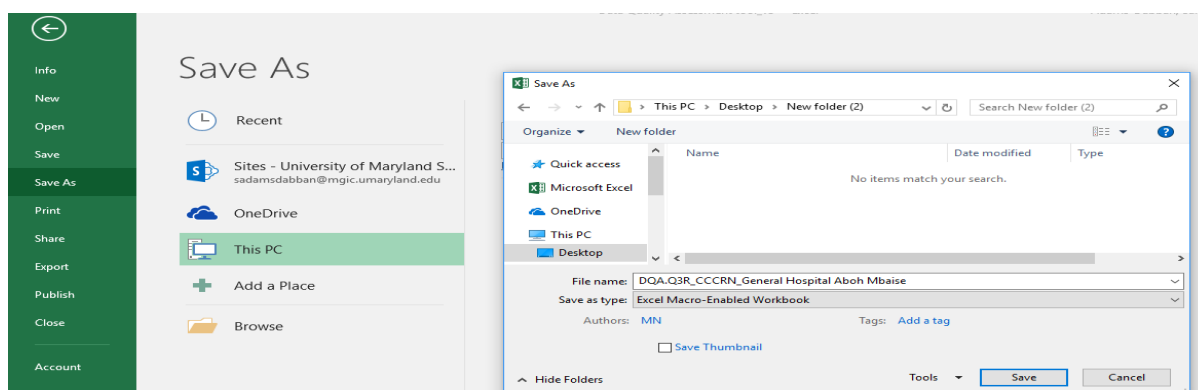 Info
New
Open
Save
Save As
Print
Share
Export
Publish
Close
Account
Save As
Recent
Sites - University of Maryland S...
sadamsdabban@mgic.umaryland.edu
OneDrive
This PC
Add a Place
Browse
Save As
This PC > Desktop > New folder (2)
Search New folder (2)
Organize
New folder
Quick access
Microsoft Excel
OneDrive
This PC
Desktop
Name Date modified Type
No items match your search.
File name: DQA.Q3R_CCCRN_General Hospital Aboh Mbaise
Save as type: Excel Macro-Enabled Workbook
Authors: MN Tags: Add a tag
Save Thumbnail
Hide Folders Tools Save Cancel